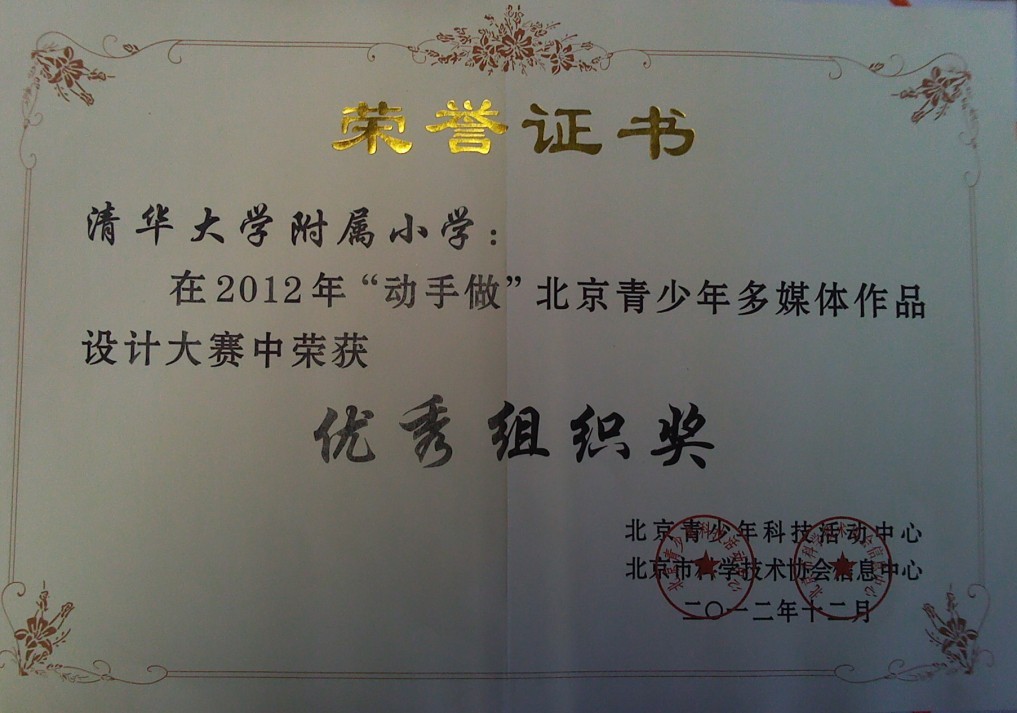 荣誉证书
清华大学附属小学：
在2012年“动手做”北京青少年多媒体作品
设计大赛中荣获
优秀组织奖
北京青少年科技活动中心
北京市科学技术协会信息中心
二〇一二年十二月